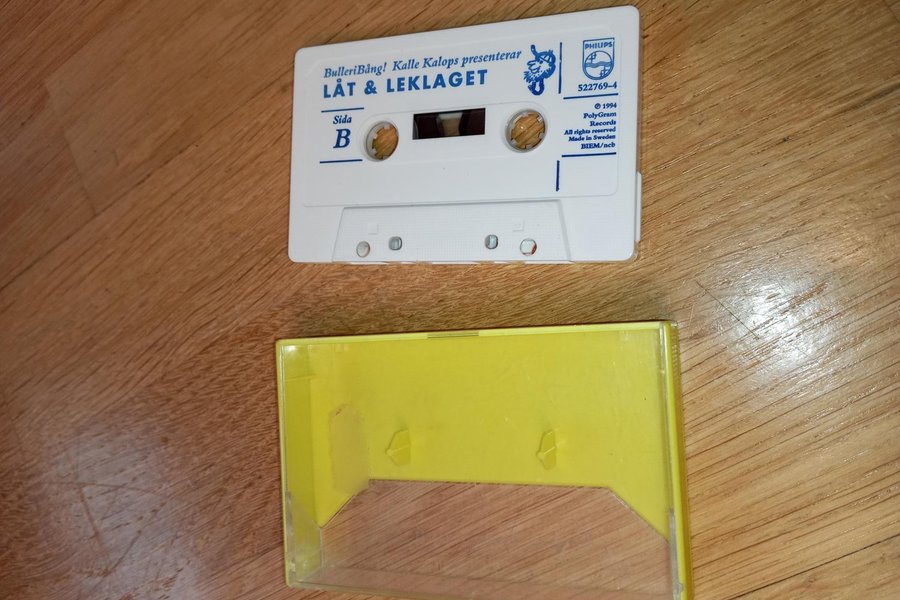 BulleriBång! Kalle Kalops presenterar
LÅT & LEKLAGET
Sida
B
PHILIPS
522769-4
℗ 1994
PolyGram
Records
All rights reserved
Made in Sweden
BIEM/ncb